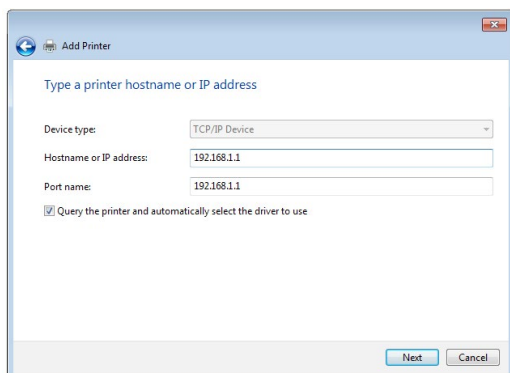 Add Printer
Type a printer hostname or IP address
Device type: TCP/IP Device
Hostname or IP address: 192.168.1.1
Port name: 192.168.1.1
Query the printer and automatically select the driver to use
Next Cancel